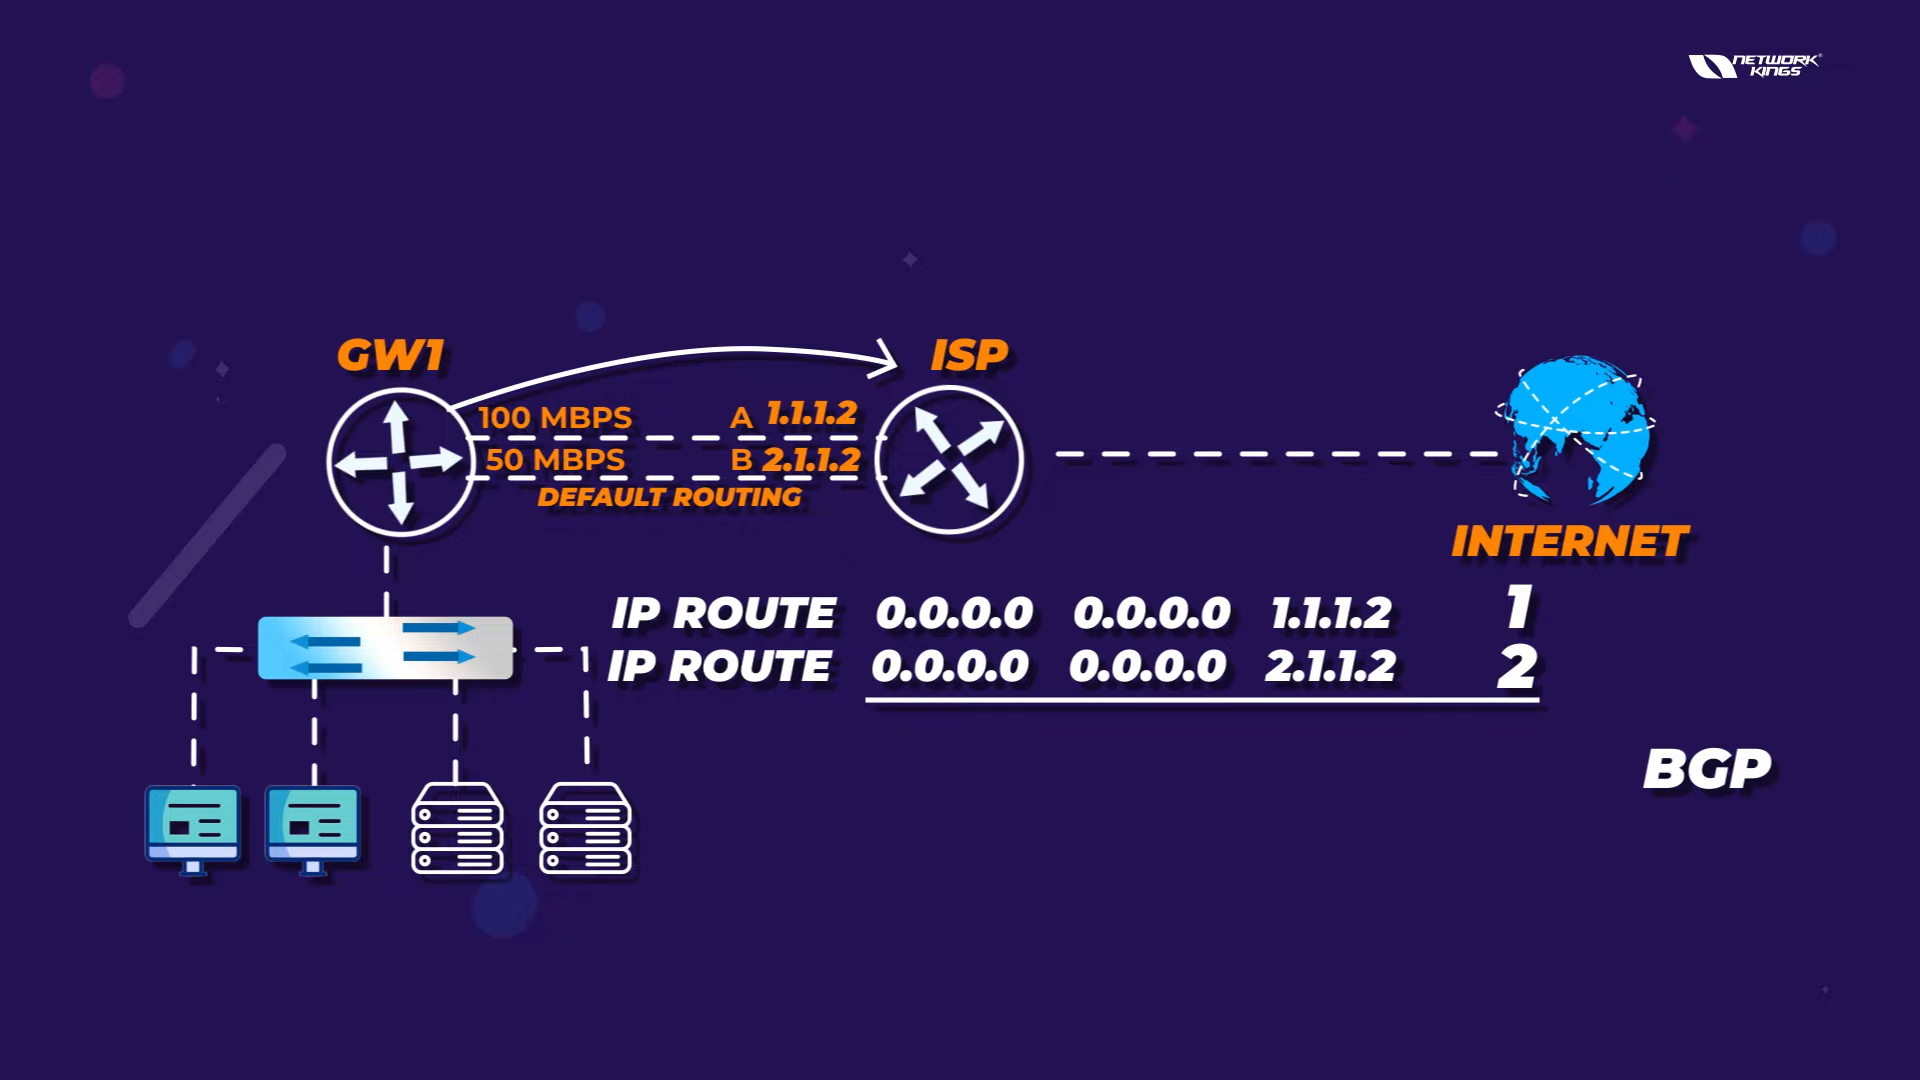 NETWORK
KINGS
GW1
ISP
100 MBPS
A 1.1.1.2
50 MBPS
B 2.1.1.2
DEFAULT ROUTING
INTERNET
IP ROUTE 0.0.0.0 0.0.0.0 1.1.1.2 1
IP ROUTE 0.0.0.0 0.0.0.0 2.1.1.2 2
BGP